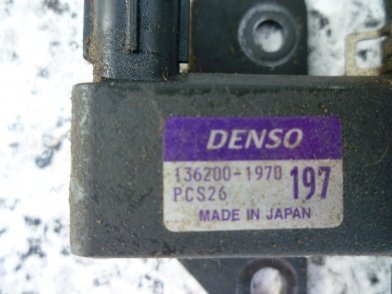 DENSO
136200-1970
PCS26 197
MADE IN JAPAN